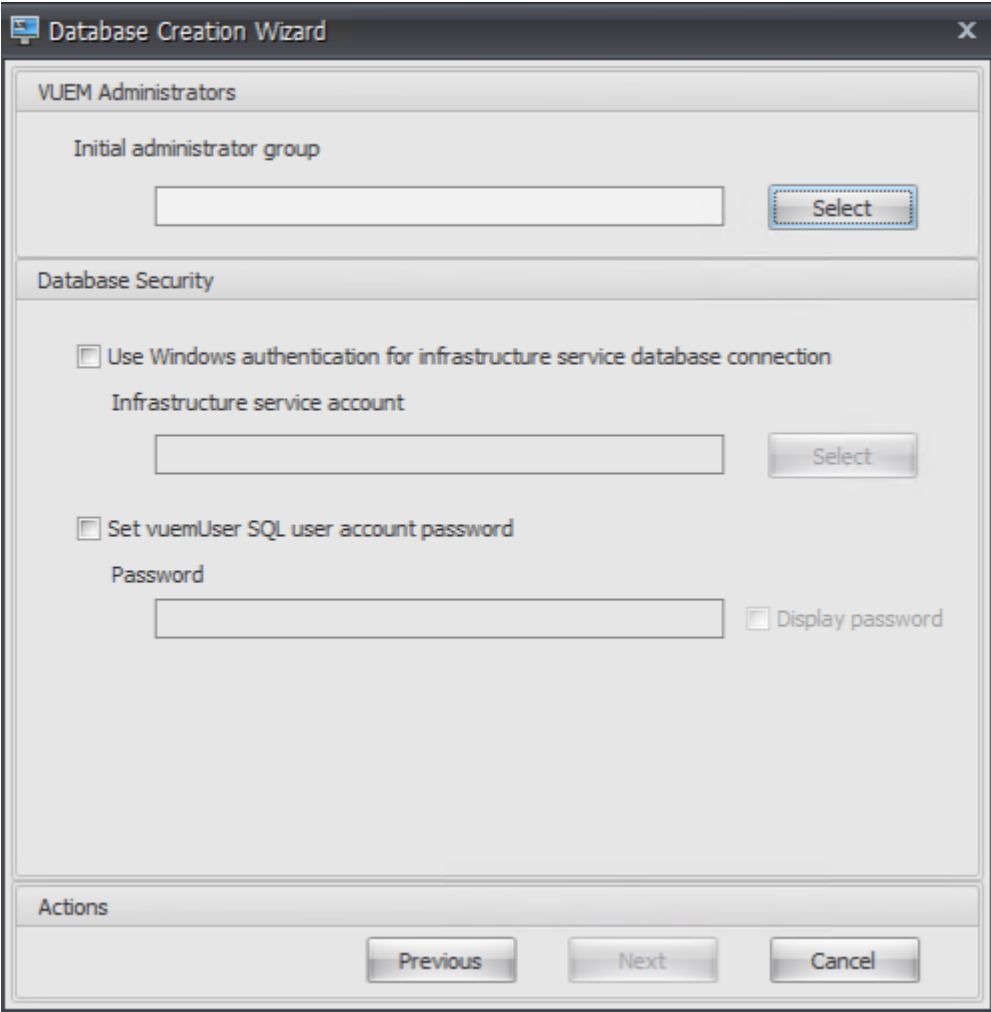 Database Creation Wizard
VUEM Administrators
Initial administrator group
Select
Database Security
Use Windows authentication for infrastructure service database connection
Infrastructure service account
Select
Set vuemUser SQL user account password
Password
Display password
Actions
Previous Next Cancel